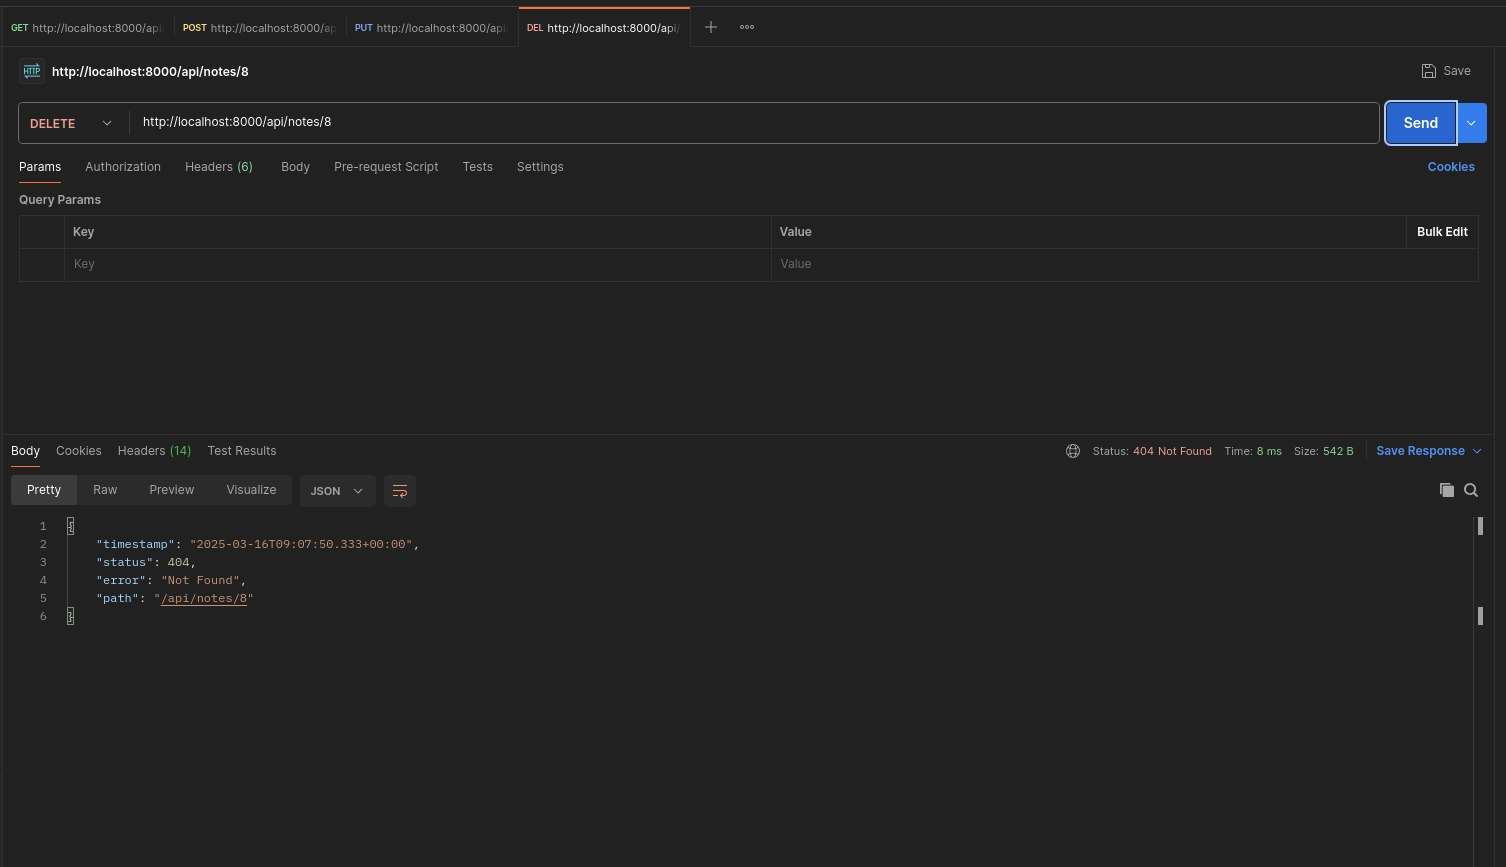 GET http://localhost:8000/api/ POST http://localhost:8000/ap PUT http://localhost:8000/api/ DEL http://localhost:8000/api/
HTTP http://localhost:8000/api/notes/8 Save
DELETE http://localhost:8000/api/notes/8 Send
Params Authorization Headers (6) Body Pre-request Script Tests Settings Cookies
Query Params
Key Value Bulk Edit
Key Value
Body Cookies Headers (14) Test Results Status: 404 Not Found Time: 8 ms Size: 542 B Save Response
Pretty Raw Preview Visualize JSON
1 {
2 "timestamp": "2025-03-16T09:07:50.333+00:00",
3 "status": 404,
4 "error": "Not Found",
5 "path": "/api/notes/8"
6 }